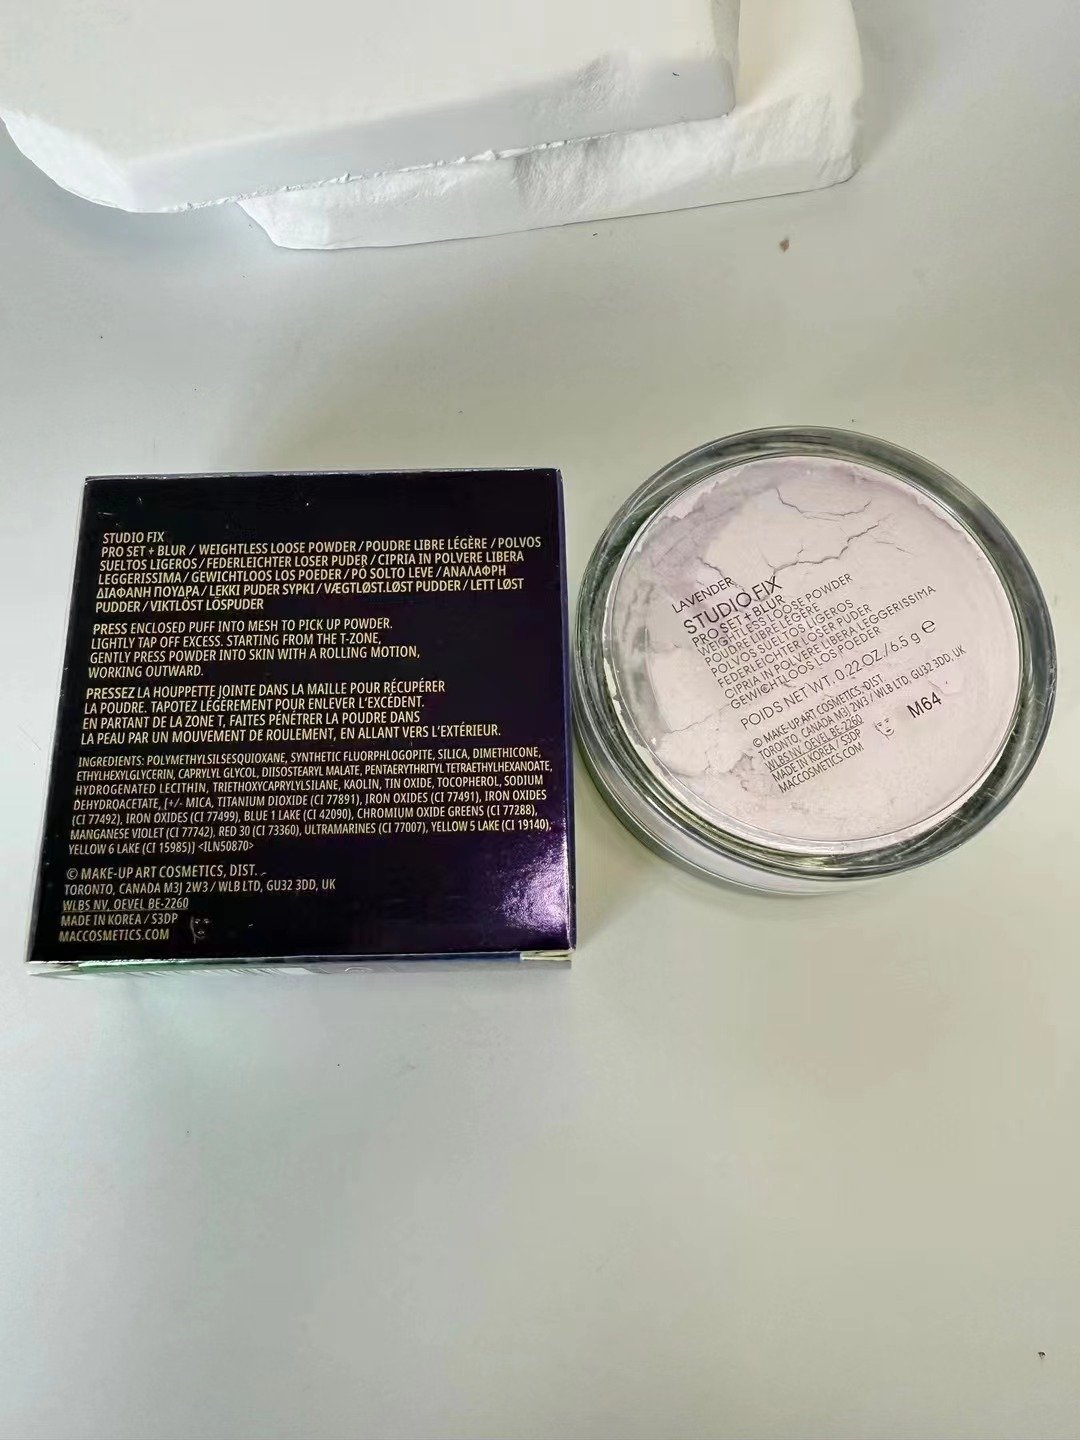 STUDIO FIX
PRO SET + BLUR / WEIGHTLESS LOOSE POWDER / POUDRE LIBRE LÉGÈRE / POLVOS
SUELTOS LIGEROS / FEDERLEICHTER LOSER PUDER / CIPRIA IN POLVERE LIBERA
LEGGERISSIMA / GEWICHTLOOS LOS POEDER / PÓ SOLTO LEVE / ΑΝΑΛΑΦΡΗ
ΔΙΑΦΑΝΗ ΠΟΥΔΡΑ / LEKKI PUDER SYPKI / VÆGTLØST.LØST PUDDER / LETT LØST
PUDDER / VIKTLÖST LÖSPUDER
PRESS ENCLOSED PUFF INTO MESH TO PICK UP POWDER.
LIGHTLY TAP OFF EXCESS. STARTING FROM THE T-ZONE,
GENTLY PRESS POWDER INTO SKIN WITH A ROLLING MOTION,
WORKING OUTWARD.
PRESSEZ LA HOUPPETTE JOINTE DANS LA MAILLE POUR RÉCUPÉRER
LA POUDRE. TAPOTEZ LÉGÈREMENT POUR ENLEVER L'EXCÉDENT.
EN PARTANT DE LA ZONE T, FAITES PÉNÉTRER LA POUDRE DANS
LA PEAU PAR UN MOUVEMENT DE ROULEMENT, EN ALLANT VERS L'EXTÉRIEUR.
INGREDIENTS: POLYMETHYLSILSESQUIOXANE, SYNTHETIC FLUORPHLOGOPITE, SILICA, DIMETHICONE,
ETHYLHEXYLGLYCERIN, CAPRYLYL GLYCOL, DIISOSTEARYL MALATE, PENTAERYTHRITYL TETRAETHYLHEXANOATE,
HYDROGENATED LECITHIN, TRIETHOXYCAPRYLYLSILANE, KAOLIN, TIN OXIDE, TOCOPHEROL, SODIUM
DEHYDROACETATE, [+/- MICA, TITANIUM DIOXIDE (CI 77891), IRON OXIDES (CI 77491), IRON OXIDES
(CI 77492), IRON OXIDES (CI 77499), BLUE 1 LAKE (CI 42090), CHROMIUM OXIDE GREENS (CI 77288),
MANGANESE VIOLET (CI 77742), RED 30 (CI 73360), ULTRAMARINES (CI 77007), YELLOW 5 LAKE (CI 19140),
YELLOW 6 LAKE (CI 15985)] <ILN50870>
© MAKE-UP ART COSMETICS, DIST.
TORONTO, CANADA M3J 2W3 / WLB LTD, GU32 3DD, UK
WLBS NV, OEVEL BE-2260
MADE IN KOREA / S3DP
MACCOSMETICS.COM
LAVENDER
STUDIO FIX
PRO SET + BLUR
WEIGHTLESS LOOSE POWDER
POUDRE LIBRE LÉGÈRE
POLVOS SUELTOS LIGEROS
FEDERLEICHTER LOSER PUDER
CIPRIA IN POLVERE LIBERA LEGGERISSIMA
GEWICHTLOOS LOS POEDER
POIDS NET WT. 0.22 OZ / 6.5 g ℮
© MAKE-UP ART COSMETICS, DIST.
TORONTO, CANADA M3J 2W3 / WLB LTD, GU32 3DD, UK
WLBS NV, OEVEL BE-2260
MADE IN KOREA / S3DP
MACCOSMETICS.COM
M64